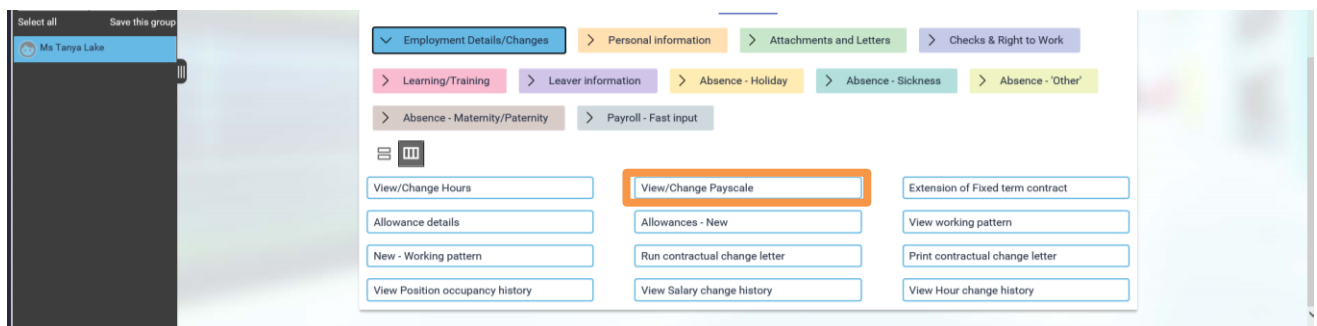 Select all Save this group
Ms Tanya Lake
Employment Details/Changes Personal information Attachments and Letters Checks & Right to Work
Learning/Training Leaver information Absence - Holiday Absence - Sickness Absence - 'Other'
Absence - Maternity/Paternity Payroll - Fast input
View/Change Hours View/Change Payscale Extension of Fixed term contract
Allowance details Allowances - New View working pattern
New - Working pattern Run contractual change letter Print contractual change letter
View Position occupancy history View Salary change history View Hour change history